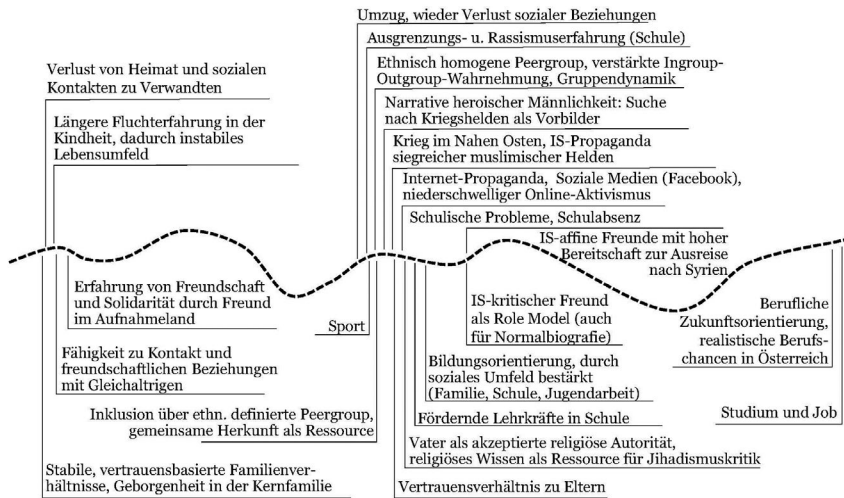 Umzug, wieder Verlust sozialer Beziehungen
Ausgrenzungs- u. Rassismuserfahrung (Schule)
Ethnisch homogene Peergroup, verstärkte Ingroup-
Outgroup-Wahrnehmung, Gruppendynamik
Verlust von Heimat und sozialen
Kontakten zu Verwandten
Narrative heroischer Männlichkeit: Suche
nach Kriegshelden als Vorbilder
Längere Fluchterfahrung in der
Kindheit, dadurch instabiles
Lebensumfeld
Krieg im Nahen Osten, IS-Propaganda
siegreicher muslimischer Helden
Internet-Propaganda, Soziale Medien (Facebook),
niederschwelliger Online-Aktivismus
Schulische Probleme, Schulabsenz
IS-affine Freunde mit hoher
Bereitschaft zur Ausreise
nach Syrien
Erfahrung von Freundschaft
und Solidarität durch Freund
im Aufnahmeland
Sport
IS-kritischer Freund
als Role Model (auch
für Normalbiografie)
Berufliche
Zukunftsorientierung,
realistische Berufs-
chancen in Österreich
Fähigkeit zu Kontakt und
freundschaftlichen Beziehungen
mit Gleichaltrigen
Bildungsorientierung, durch
soziales Umfeld bestärkt
(Familie, Schule, Jugendarbeit)
Inklusion über ethn. definierte Peergroup,
gemeinsame Herkunft als Ressource
Fördernde Lehrkräfte in Schule
Studium und Job
Vater als akzeptierte religiöse Autorität,
religiöses Wissen als Ressource für Jihadismuskritik
Stabile, vertrauensbasierte Familienver-
hältnisse, Geborgenheit in der Kernfamilie
Vertrauensverhältnis zu Eltern